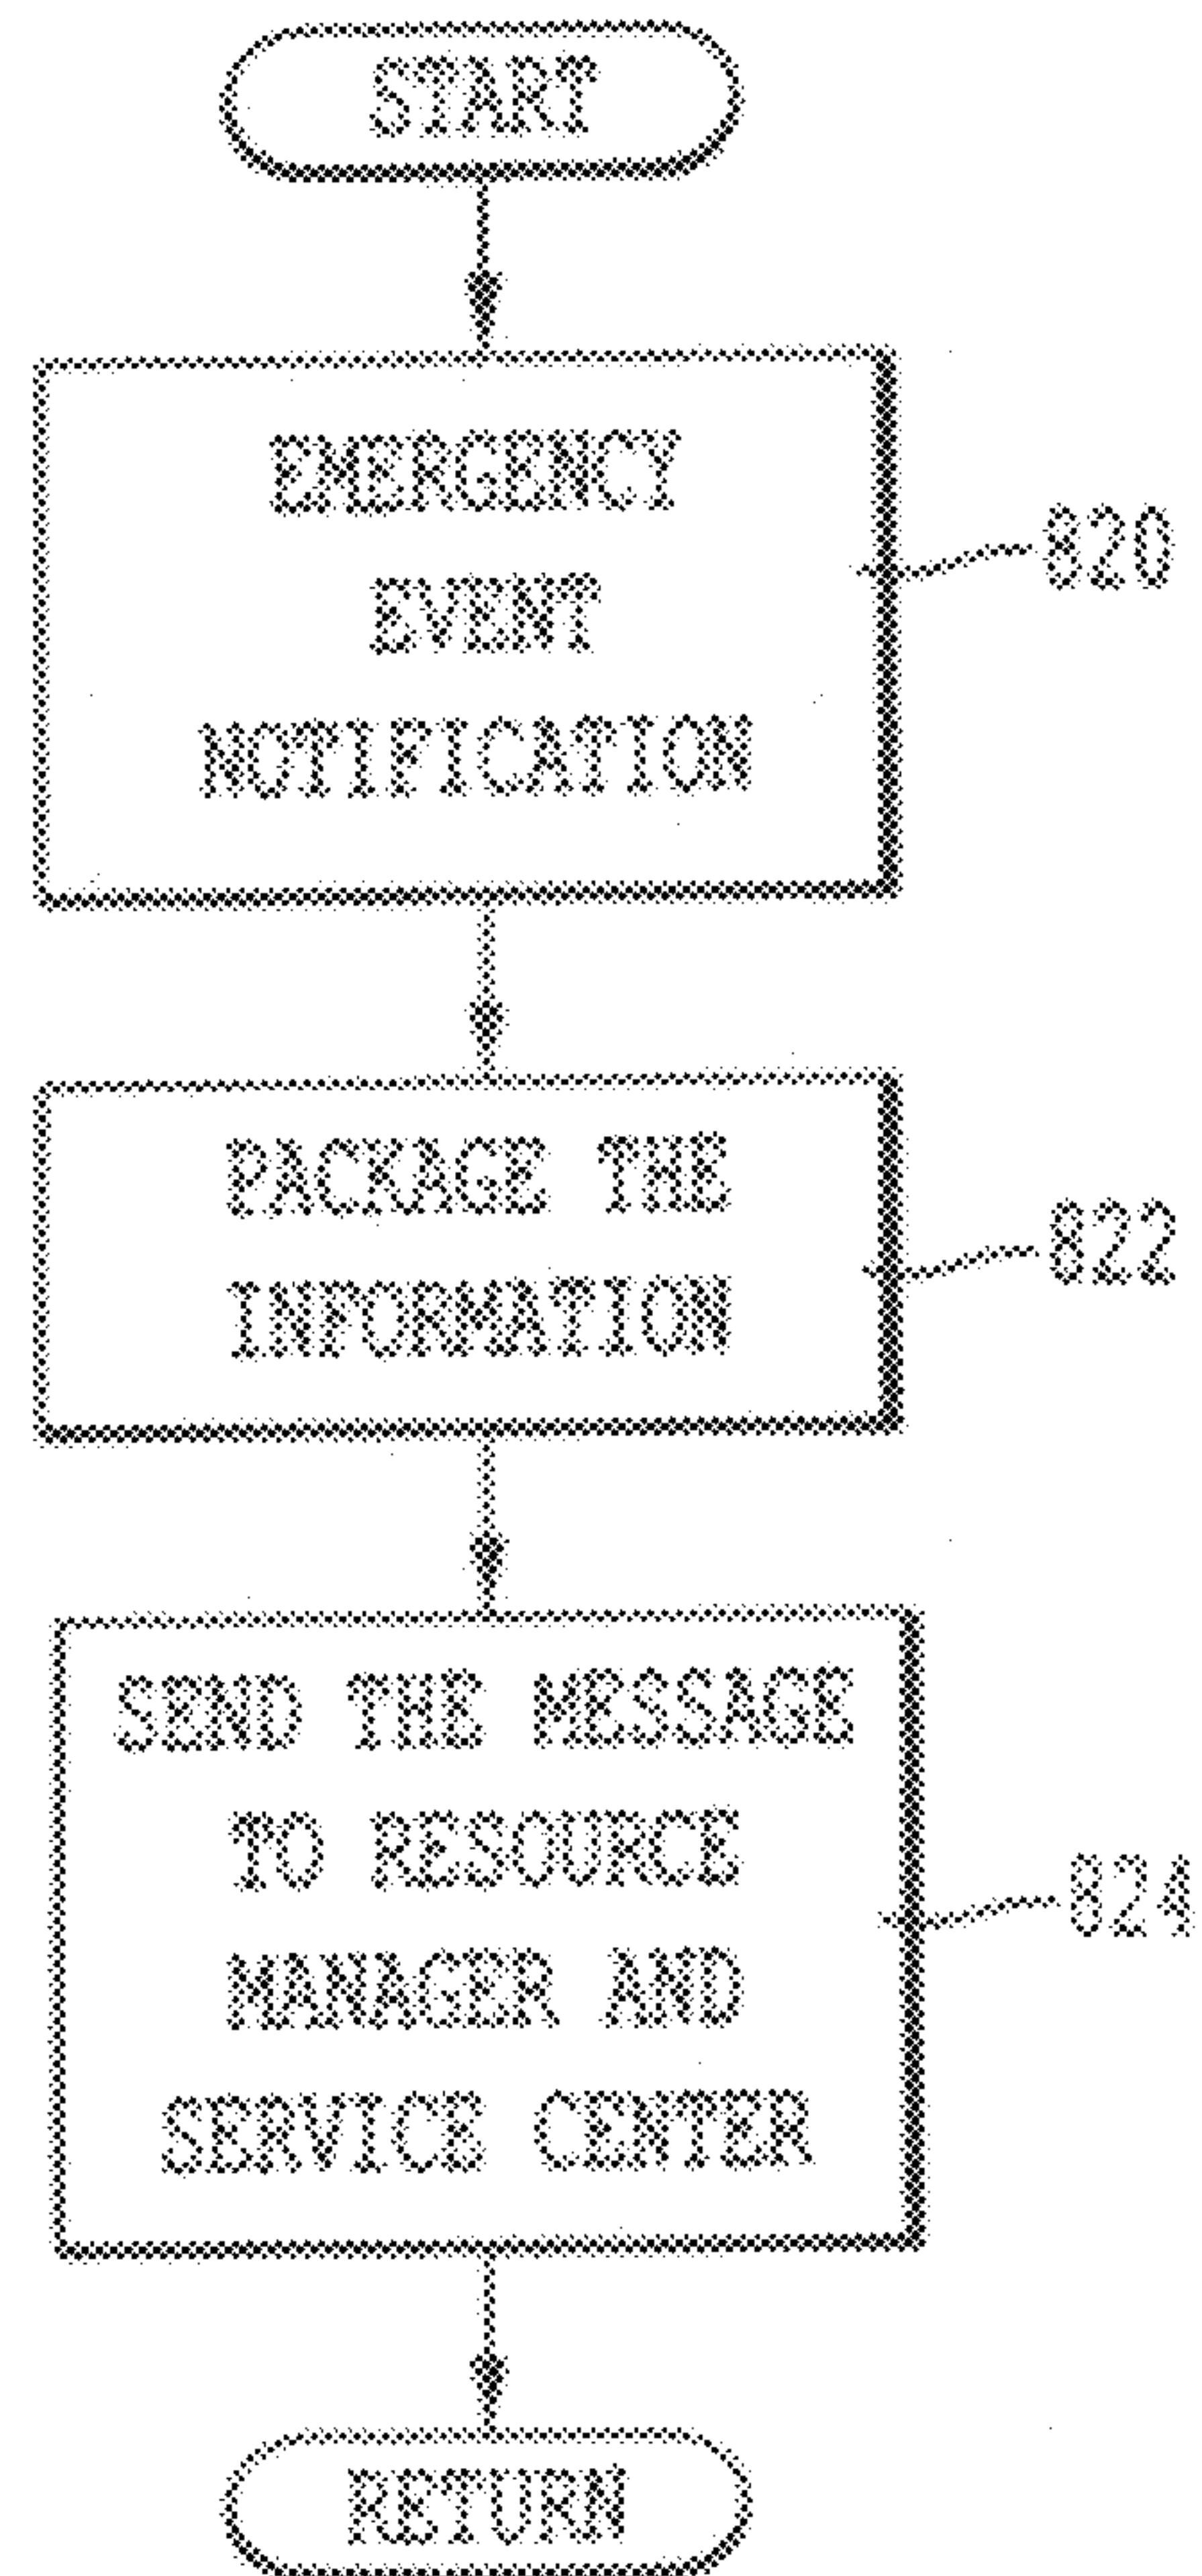 START
EMERGENCY
EVENT
NOTIFICATION
820
PACKAGE THE
INFORMATION
822
SEND THE MESSAGE
TO RESOURCE
MANAGER AND
SERVICE CENTER
824
RETURN